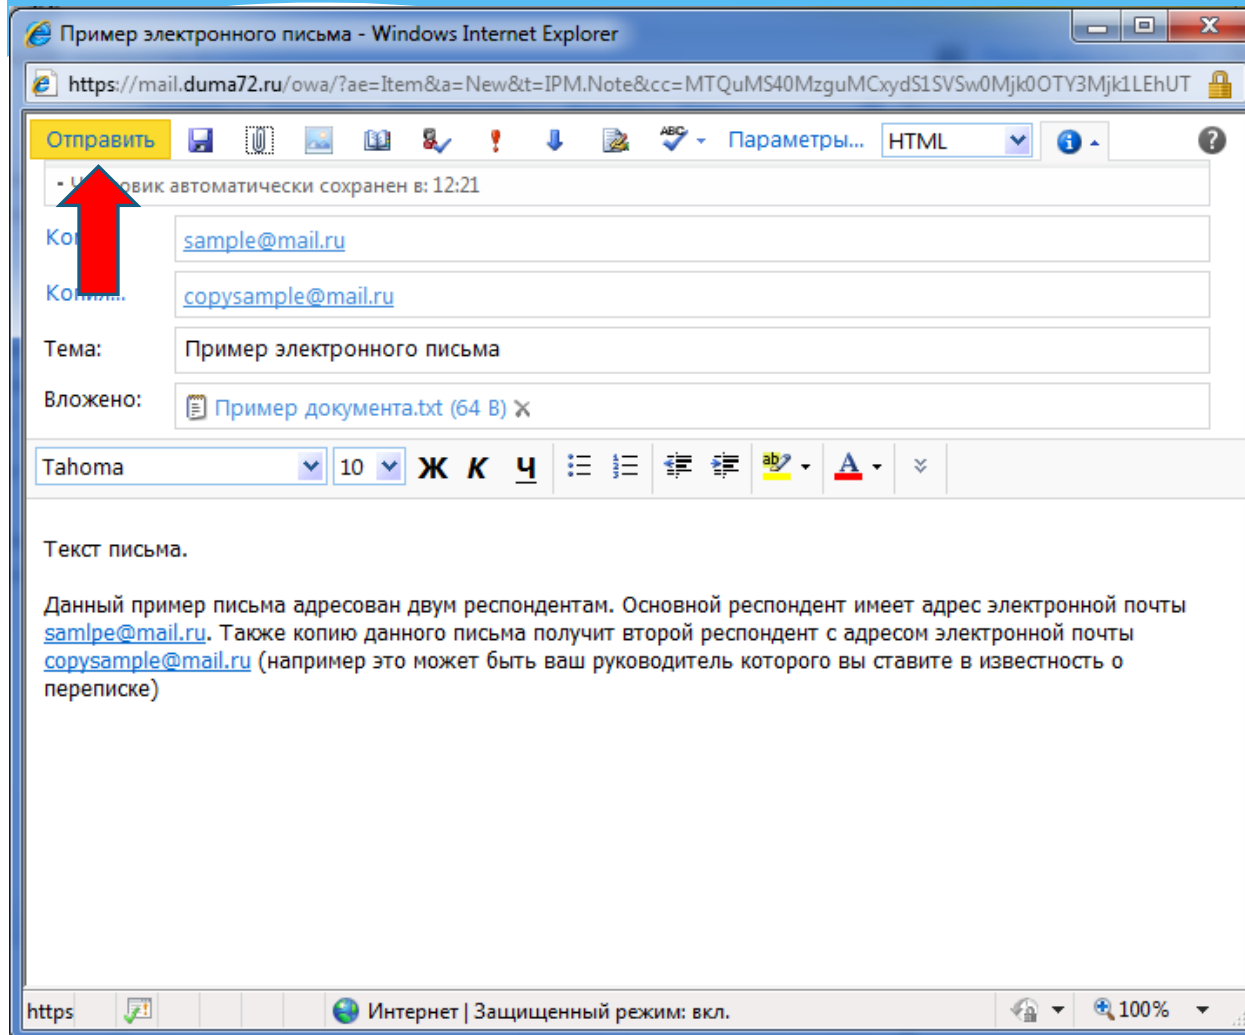 Пример электронного письма - Windows Internet Explorer
https://mail.duma72.ru/owa/?ae=Item&a=New&t=IPM.Note&cc=MTQuMS40MzguMCxydS1SVSw0Mjk0OTY3Mjk1LEhUT
Отправить ABC Параметры... HTML
автоматически сохранен в: 12:21
sample@mail.ru
copysample@mail.ru
Тема: Пример электронного письма
Вложено: Пример документа.txt (64 B)
Tahoma 10 Ж К Ч ab A
Текст письма.
Данный пример письма адресован двум респондентам. Основной респондент имеет адрес электронной почты
samlpe@mail.ru. Также копию данного письма получит второй респондент с адресом электронной почты
copysample@mail.ru (например это может быть ваш руководитель которого вы ставите в известность о
переписке)
https Интернет | Защищенный режим: вкл. 100%